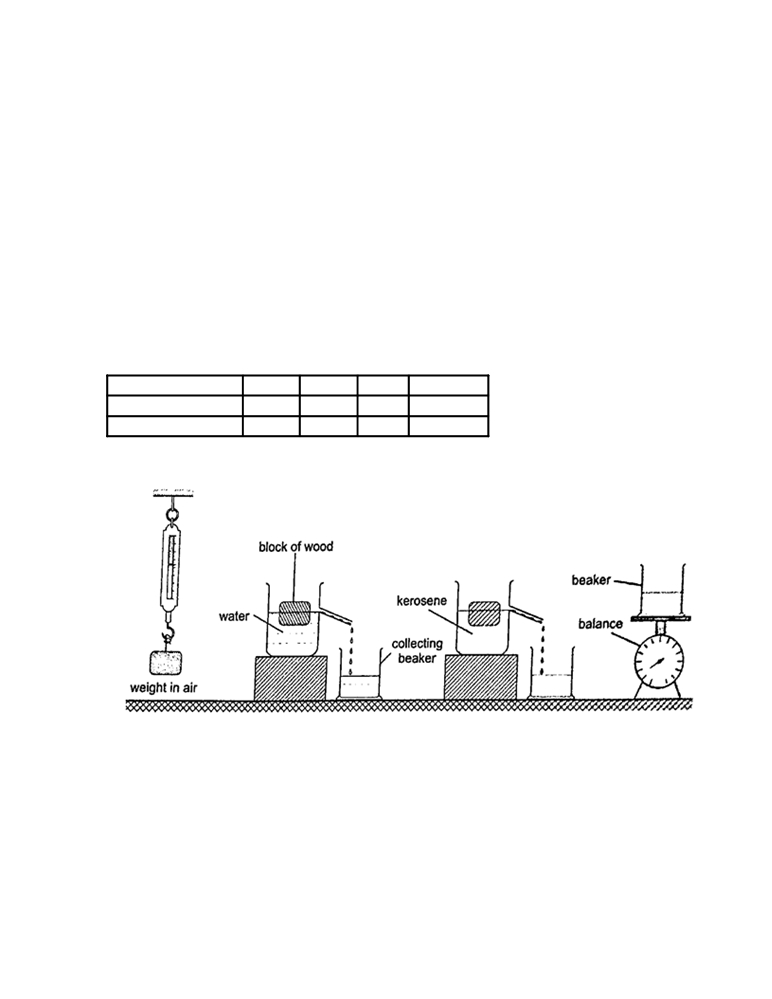 block of wood
water
weight in air
collecting
beaker
kerosene
beaker
balance